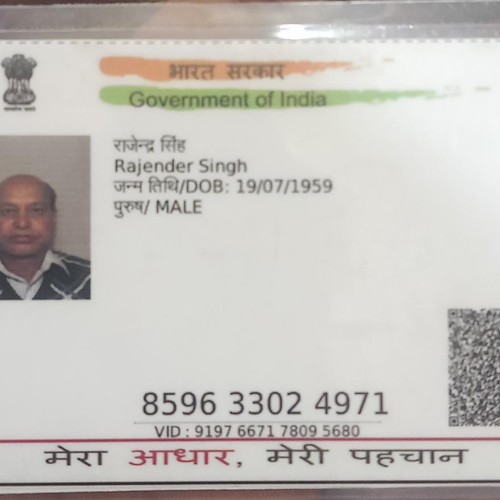 भारत सरकार
Government of India
राजेन्द्र सिंह
Rajender Singh
जन्म तिथि/DOB: 19/07/1959
पुरुष/ MALE
8596 3302 4971
VID : 9197 6671 7809 5680
मेरा आधार, मेरी पहचान